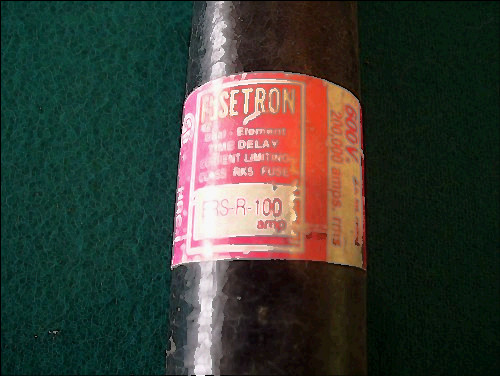 FUSETRON
Dual-Element
TIME DELAY
CURRENT LIMITING
CLASS RK5 FUSE
FRS-R-100
amp
600V.
200,000 amps. rms